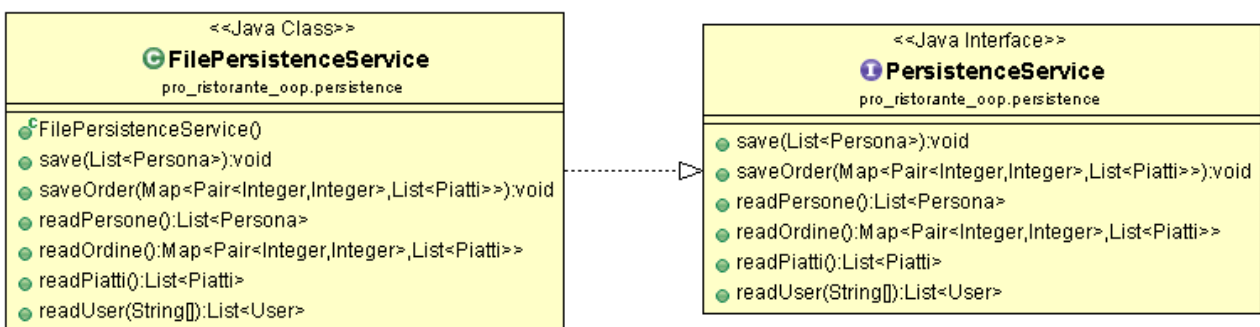 <<Java Class>>
C FilePersistenceService
pro_ristorante_oop.persistence
C FilePersistenceService()
save(List<Persona>):void
saveOrder(Map<Pair<Integer,Integer>,List<Piatti>>):void
readPersone():List<Persona>
readOrdine():Map<Pair<Integer,Integer>,List<Piatti>>
readPiatti():List<Piatti>
readUser(String[]):List<User>
<<Java Interface>>
I PersistenceService
pro_ristorante_oop.persistence
save(List<Persona>):void
saveOrder(Map<Pair<Integer,Integer>,List<Piatti>>):void
readPersone():List<Persona>
readOrdine():Map<Pair<Integer,Integer>,List<Piatti>>
readPiatti():List<Piatti>
readUser(String[]):List<User>